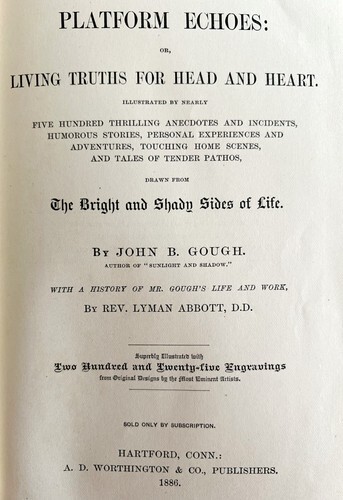 PLATFORM ECHOES:
OR,
LIVING TRUTHS FOR HEAD AND HEART.
ILLUSTRATED BY NEARLY
FIVE HUNDRED THRILLING ANECDOTES AND INCIDENTS,
HUMOROUS STORIES, PERSONAL EXPERIENCES AND
ADVENTURES, TOUCHING HOME SCENES,
AND TALES OF TENDER PATHOS,
DRAWN FROM
The Bright and Shady Sides of Life.
BY JOHN B. GOUGH.
AUTHOR OF "SUNLIGHT AND SHADOW."
WITH A HISTORY OF MR. GOUGH'S LIFE AND WORK,
BY REV. LYMAN ABBOTT, D.D.
Superbly Illustrated with
Two Hundred and Twenty-five Engravings
from Original Designs by the Most Eminent Artists.
SOLD ONLY BY SUBSCRIPTION.
HARTFORD, CONN.:
A. D. WORTHINGTON & CO., PUBLISHERS.
1886.